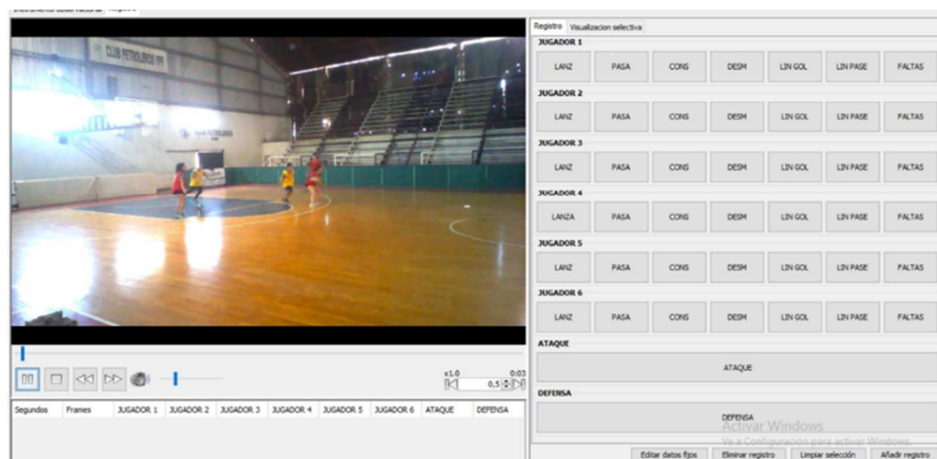 Registro Visualizacion selectiva
CLUB PETROLEROS YPF
JUGADOR 1
LANZ PASA CONS DESM LIN GOL LIN PASE FALTAS
JUGADOR 2
LANZ PASA CONS DESM LIN GOL LIN PASE FALTAS
JUGADOR 3
LANZ PASA CONS DESM LIN GOL LIN PASE FALTAS
JUGADOR 4
LANZA PASA CONS DESM LIN GOL LIN PASE FALTAS
JUGADOR 5
LANZ PASA CONS DESM LIN GOL LIN PASE FALTAS
JUGADOR 6
LANZ PASA CONS DESM LIN GOL LIN PASE FALTAS
ATAQUE
ATAQUE
x1.0 0:03
0,5
DEFENSA
Segundos Frames JUGADOR 1 JUGADOR 2 JUGADOR 3 JUGADOR 4 JUGADOR 5 JUGADOR 6 ATAQUE DEFENSA
DEFENSA
Activar Windows
Ve a Configuración para activar Windows.
Editar datos fijos Eliminar registro Limpiar selección Añadir registro